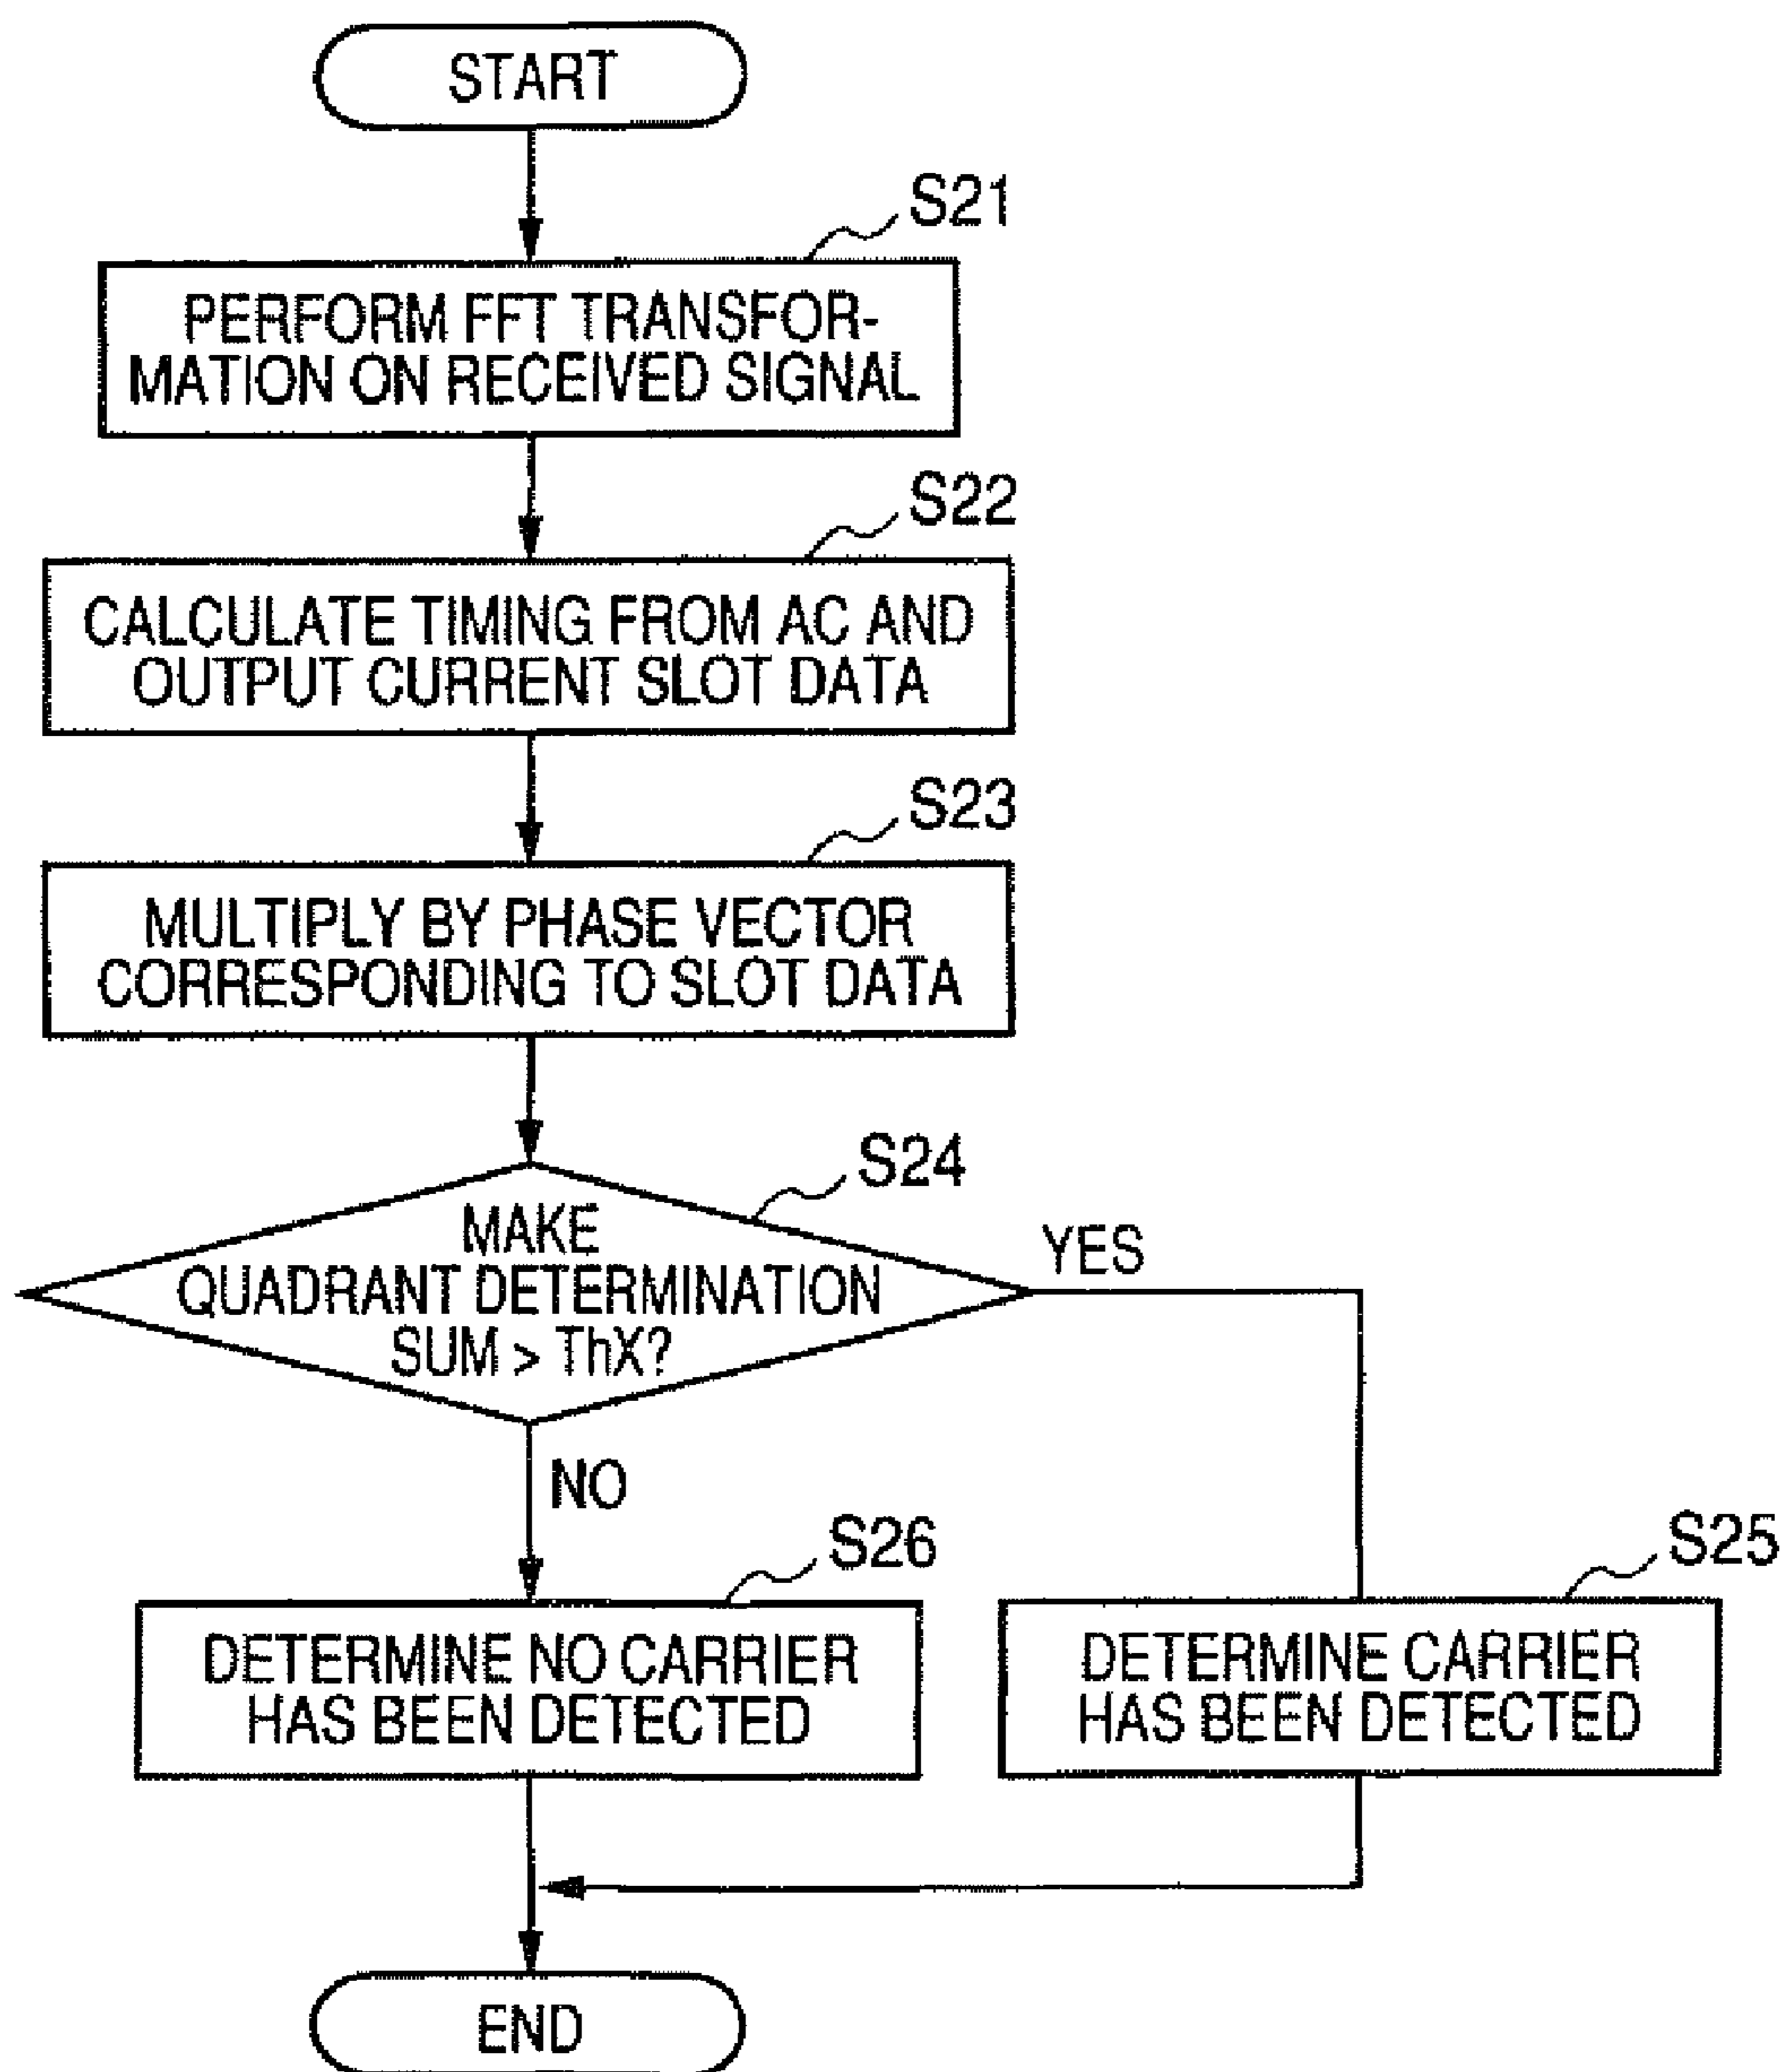 START
S21
PERFORM FFT TRANSFOR-
MATION ON RECEIVED SIGNAL
S22
CALCULATE TIMING FROM AC AND
OUTPUT CURRENT SLOT DATA
S23
MULTIPLY BY PHASE VECTOR
CORRESPONDING TO SLOT DATA
S24
MAKE
QUADRANT DETERMINATION
SUM > ThX?
YES
NO
S26
DETERMINE NO CARRIER
HAS BEEN DETECTED
S25
DETERMINE CARRIER
HAS BEEN DETECTED
END